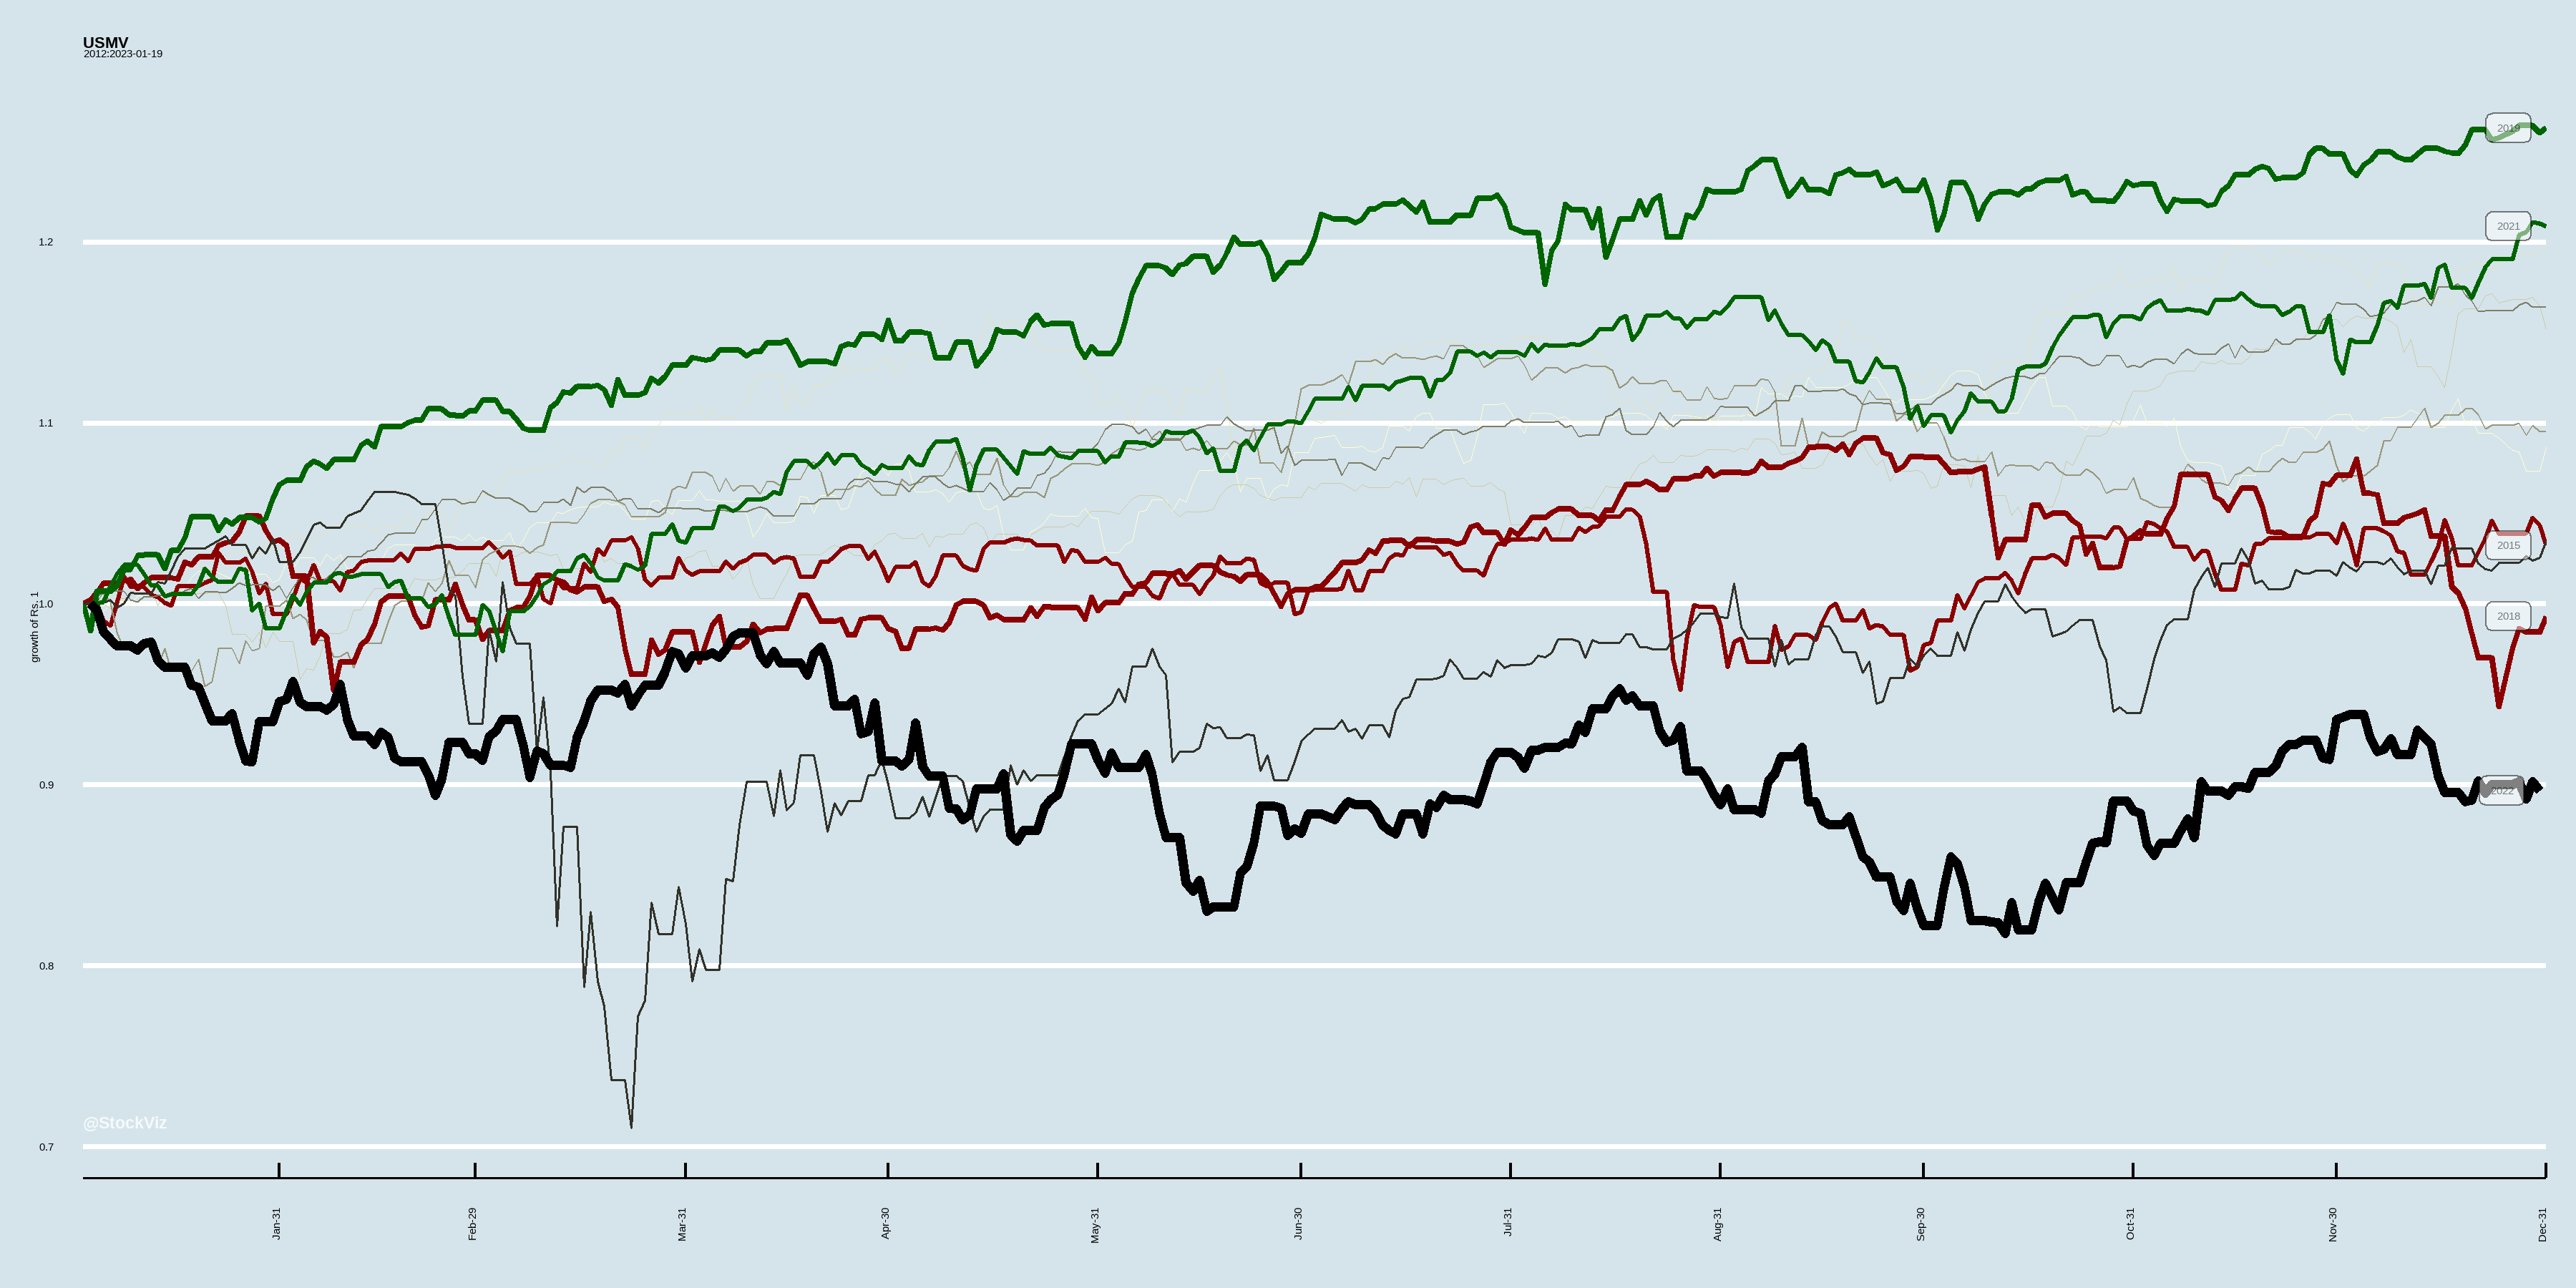 USMV
2012:2023-01-19
2019
2021
1.2
1.1
2015
1.0
growth of Rs. 1
2018
0.9
2022
0.8
@StockViz
0.7
Jan-31
Feb-29
Mar-31
Apr-30
May-31
Jun-30
Jul-31
Aug-31
Sep-30
Oct-31
Nov-30
Dec-31